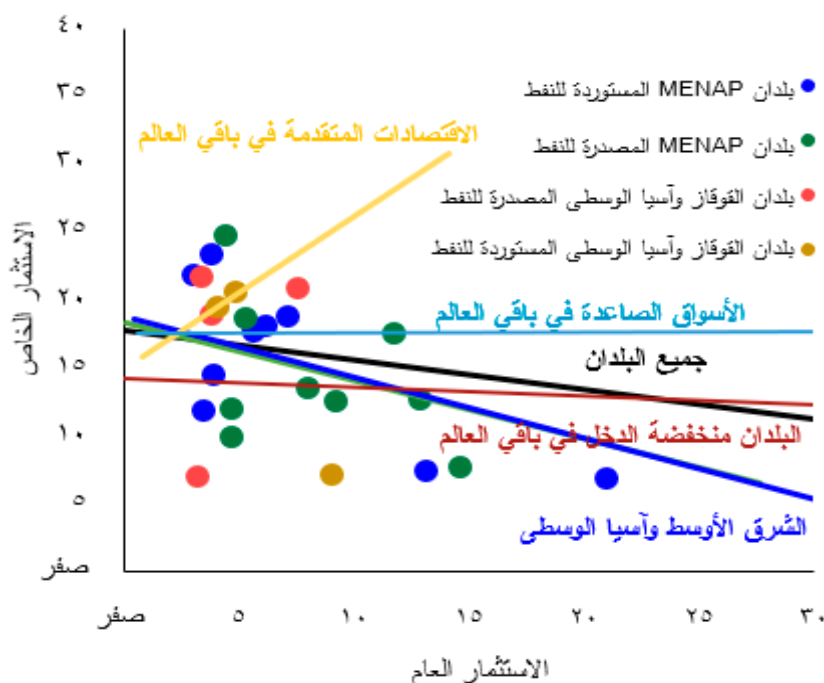 ٤٠
٣٥
٣٠
٢٥
٢٠
١٥
١٠
٥
صفر
الاستثمار الخاص
بلدان MENAP المستوردة للنفط
بلدان MENAP المصدرة للنفط
بلدان القوقاز وآسيا الوسطى المصدرة للنفط
بلدان القوقاز وآسيا الوسطى المستوردة للنفط
الاقتصادات المتقدمة في باقي العالم
الأسواق الصاعدة في باقي العالم
جميع البلدان
البلدان منخفضة الدخل في باقي العالم
الشرق الأوسط وآسيا الوسطى
صفر ٥ ١٠ ١٥ ٢٠ ٢٥ ٣٠
الاستثمار العام